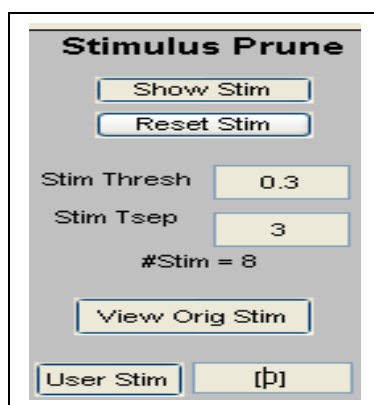 Stimulus Prune
Show Stim
Reset Stim
Stim Thresh 0.3
Stim Tsep 3
#Stim = 8
View Orig Stim
User Stim [þ]